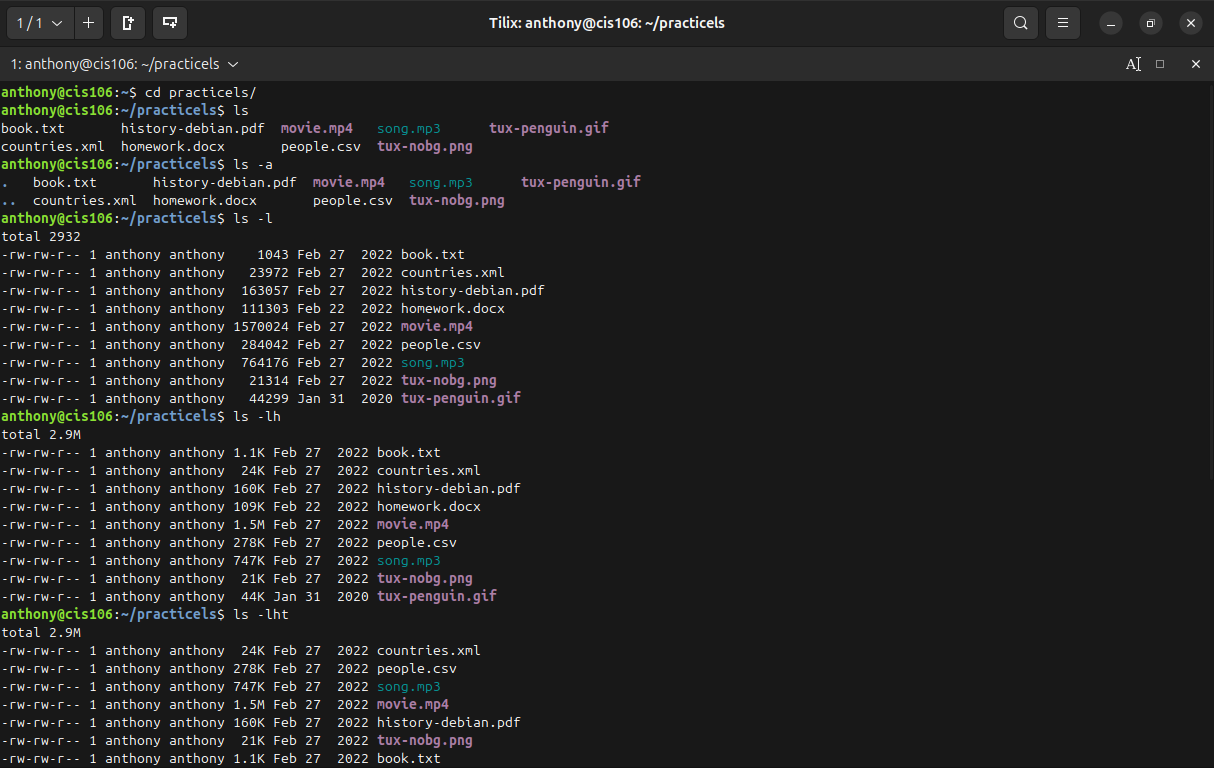 1 / 1
Tilix: anthony@cis106: ~/practicels
1: anthony@cis106: ~/practicels
anthony@cis106:~$ cd practicels/
anthony@cis106:~/practicels$ ls
book.txt       history-debian.pdf  movie.mp4   song.mp3      tux-penguin.gif
countries.xml  homework.docx       people.csv  tux-nobg.png
anthony@cis106:~/practicels$ ls -a
.   book.txt       history-debian.pdf  movie.mp4   song.mp3      tux-penguin.gif
..  countries.xml  homework.docx       people.csv  tux-nobg.png
anthony@cis106:~/practicels$ ls -l
total 2932
-rw-rw-r-- 1 anthony anthony    1043 Feb 27  2022 book.txt
-rw-rw-r-- 1 anthony anthony   23972 Feb 27  2022 countries.xml
-rw-rw-r-- 1 anthony anthony  163057 Feb 27  2022 history-debian.pdf
-rw-rw-r-- 1 anthony anthony  111303 Feb 22  2022 homework.docx
-rw-rw-r-- 1 anthony anthony 1570024 Feb 27  2022 movie.mp4
-rw-rw-r-- 1 anthony anthony  284042 Feb 27  2022 people.csv
-rw-rw-r-- 1 anthony anthony  764176 Feb 27  2022 song.mp3
-rw-rw-r-- 1 anthony anthony   21314 Feb 27  2022 tux-nobg.png
-rw-rw-r-- 1 anthony anthony   44299 Jan 31  2020 tux-penguin.gif
anthony@cis106:~/practicels$ ls -lh
total 2.9M
-rw-rw-r-- 1 anthony anthony 1.1K Feb 27  2022 book.txt
-rw-rw-r-- 1 anthony anthony  24K Feb 27  2022 countries.xml
-rw-rw-r-- 1 anthony anthony 160K Feb 27  2022 history-debian.pdf
-rw-rw-r-- 1 anthony anthony 109K Feb 22  2022 homework.docx
-rw-rw-r-- 1 anthony anthony 1.5M Feb 27  2022 movie.mp4
-rw-rw-r-- 1 anthony anthony 278K Feb 27  2022 people.csv
-rw-rw-r-- 1 anthony anthony 747K Feb 27  2022 song.mp3
-rw-rw-r-- 1 anthony anthony  21K Feb 27  2022 tux-nobg.png
-rw-rw-r-- 1 anthony anthony  44K Jan 31  2020 tux-penguin.gif
anthony@cis106:~/practicels$ ls -lht
total 2.9M
-rw-rw-r-- 1 anthony anthony  24K Feb 27  2022 countries.xml
-rw-rw-r-- 1 anthony anthony 278K Feb 27  2022 people.csv
-rw-rw-r-- 1 anthony anthony 747K Feb 27  2022 song.mp3
-rw-rw-r-- 1 anthony anthony 1.5M Feb 27  2022 movie.mp4
-rw-rw-r-- 1 anthony anthony 160K Feb 27  2022 history-debian.pdf
-rw-rw-r-- 1 anthony anthony  21K Feb 27  2022 tux-nobg.png
-rw-rw-r-- 1 anthony anthony 1.1K Feb 27  2022 book.txt